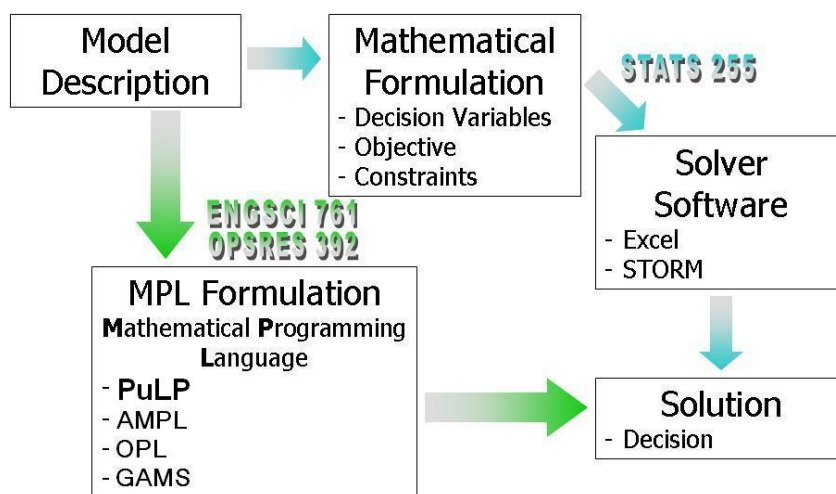 Model
Description
Mathematical
Formulation
- Decision Variables
- Objective
- Constraints
STATS 255
Solver
Software
- Excel
- STORM
ENGSCI 761
OPSRES 392
MPL Formulation
Mathematical Programming
Language
- PuLP
- AMPL
- OPL
- GAMS
Solution
- Decision